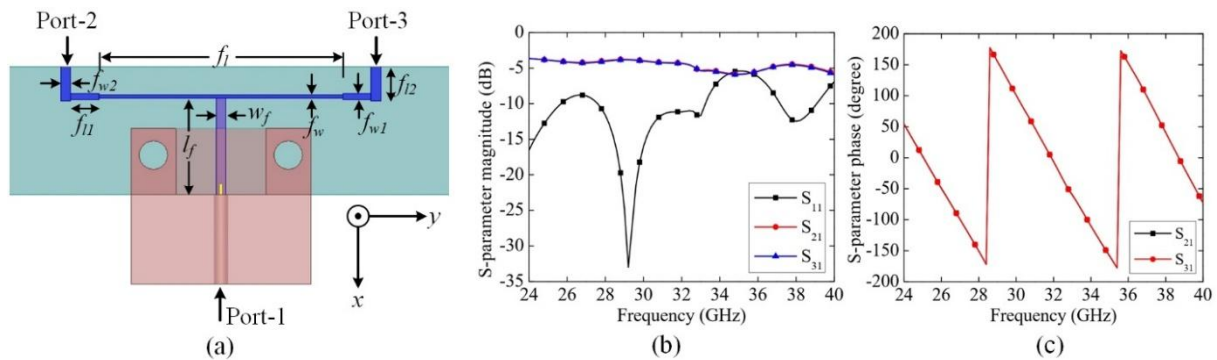 Port-2
Port-3
f_l
f_w2
f_l2
f_l1
l_f
w_f
f_w
f_w1
y
x
Port-1
(a)
S-parameter magnitude (dB)
0
-5
-10
-15
-20
-25
-30
-35
S₁₁
S₂₁
S₃₁
24 26 28 30 32 34 36 38 40
Frequency (GHz)
(b)
S-parameter phase (degree)
200
150
100
50
0
-50
-100
-150
-200
S₂₁
S₃₁
24 26 28 30 32 34 36 38 40
Frequency (GHz)
(c)